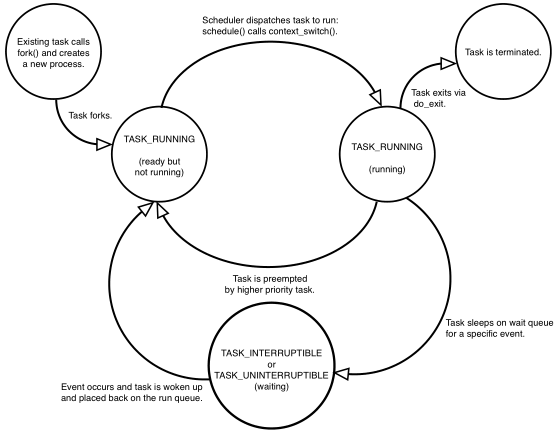 Existing task calls
fork() and creates
a new process.
Scheduler dispatches task to run:
schedule() calls context_switch().
Task is terminated.
Task forks.
Task exits via
do_exit.
TASK_RUNNING
(ready but
not running)
TASK_RUNNING
(running)
Task is preempted
by higher priority task.
Task sleeps on wait queue
for a specific event.
TASK_INTERRUPTIBLE
or
TASK_UNINTERRUPTIBLE
(waiting)
Event occurs and task is woken up
and placed back on the run queue.